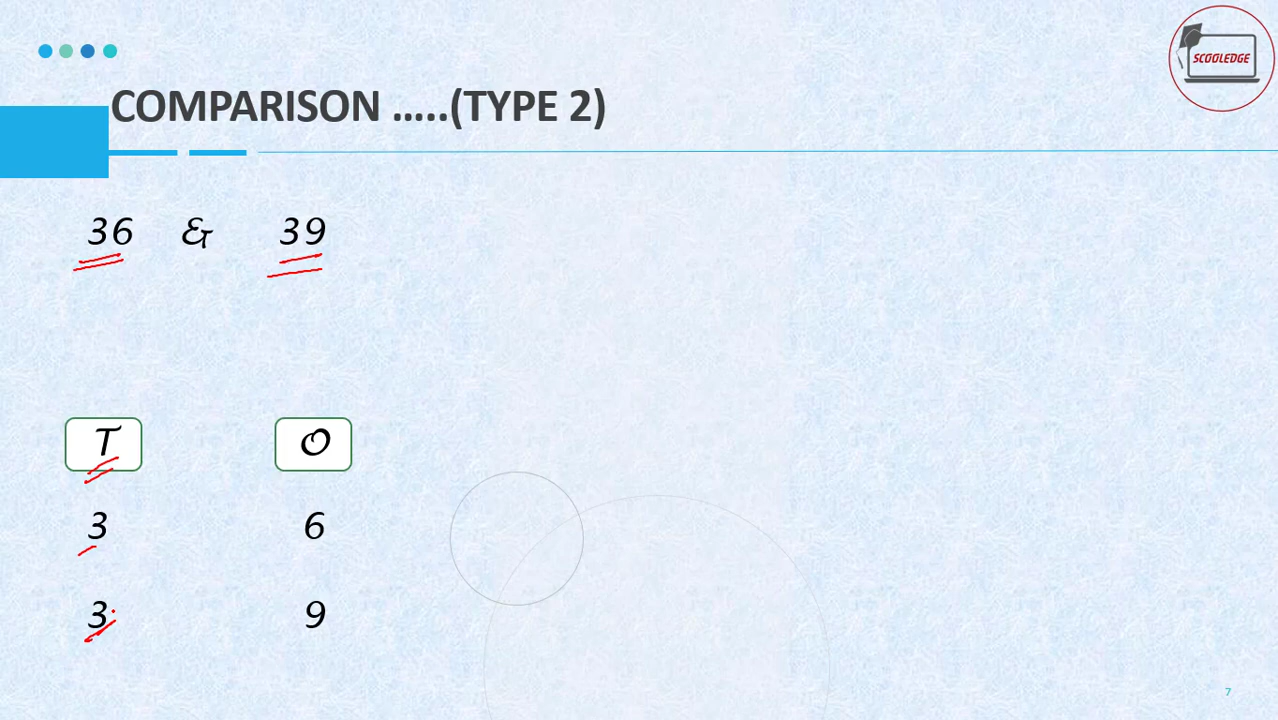 SCOOLEDGE
COMPARISON .....(TYPE 2)
36 & 39
T O
3 6
3 9
7